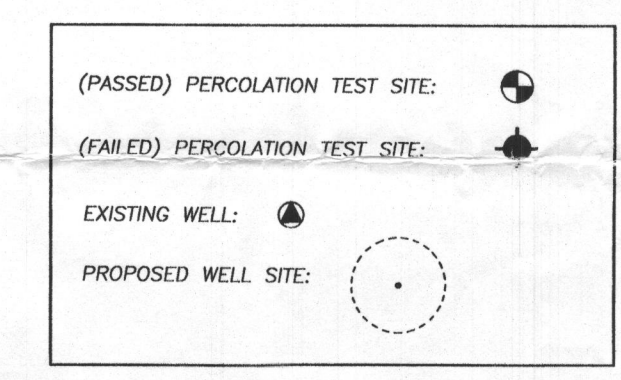 (PASSED) PERCOLATION TEST SITE:
(FAILED) PERCOLATION TEST SITE:
EXISTING WELL:
PROPOSED WELL SITE: